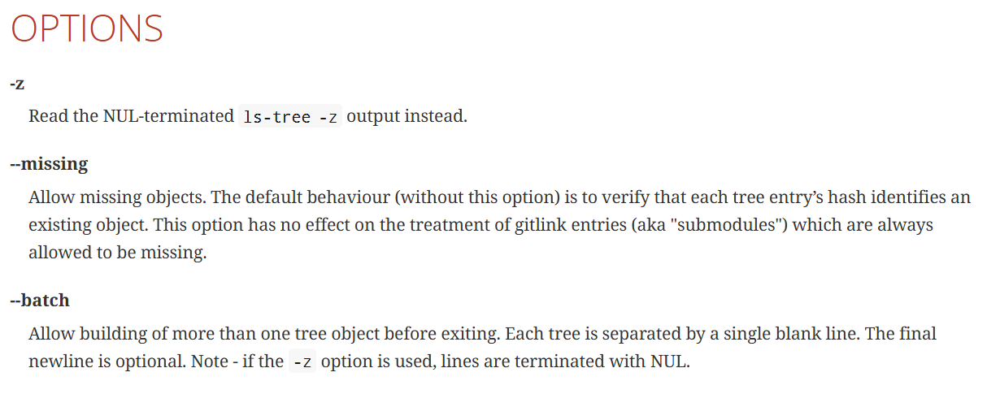 OPTIONS
-z
Read the NUL-terminated ls-tree -z output instead.
--missing
Allow missing objects. The default behaviour (without this option) is to verify that each tree entry’s hash identifies an
existing object. This option has no effect on the treatment of gitlink entries (aka "submodules") which are always
allowed to be missing.
--batch
Allow building of more than one tree object before exiting. Each tree is separated by a single blank line. The final
newline is optional. Note - if the -z option is used, lines are terminated with NUL.